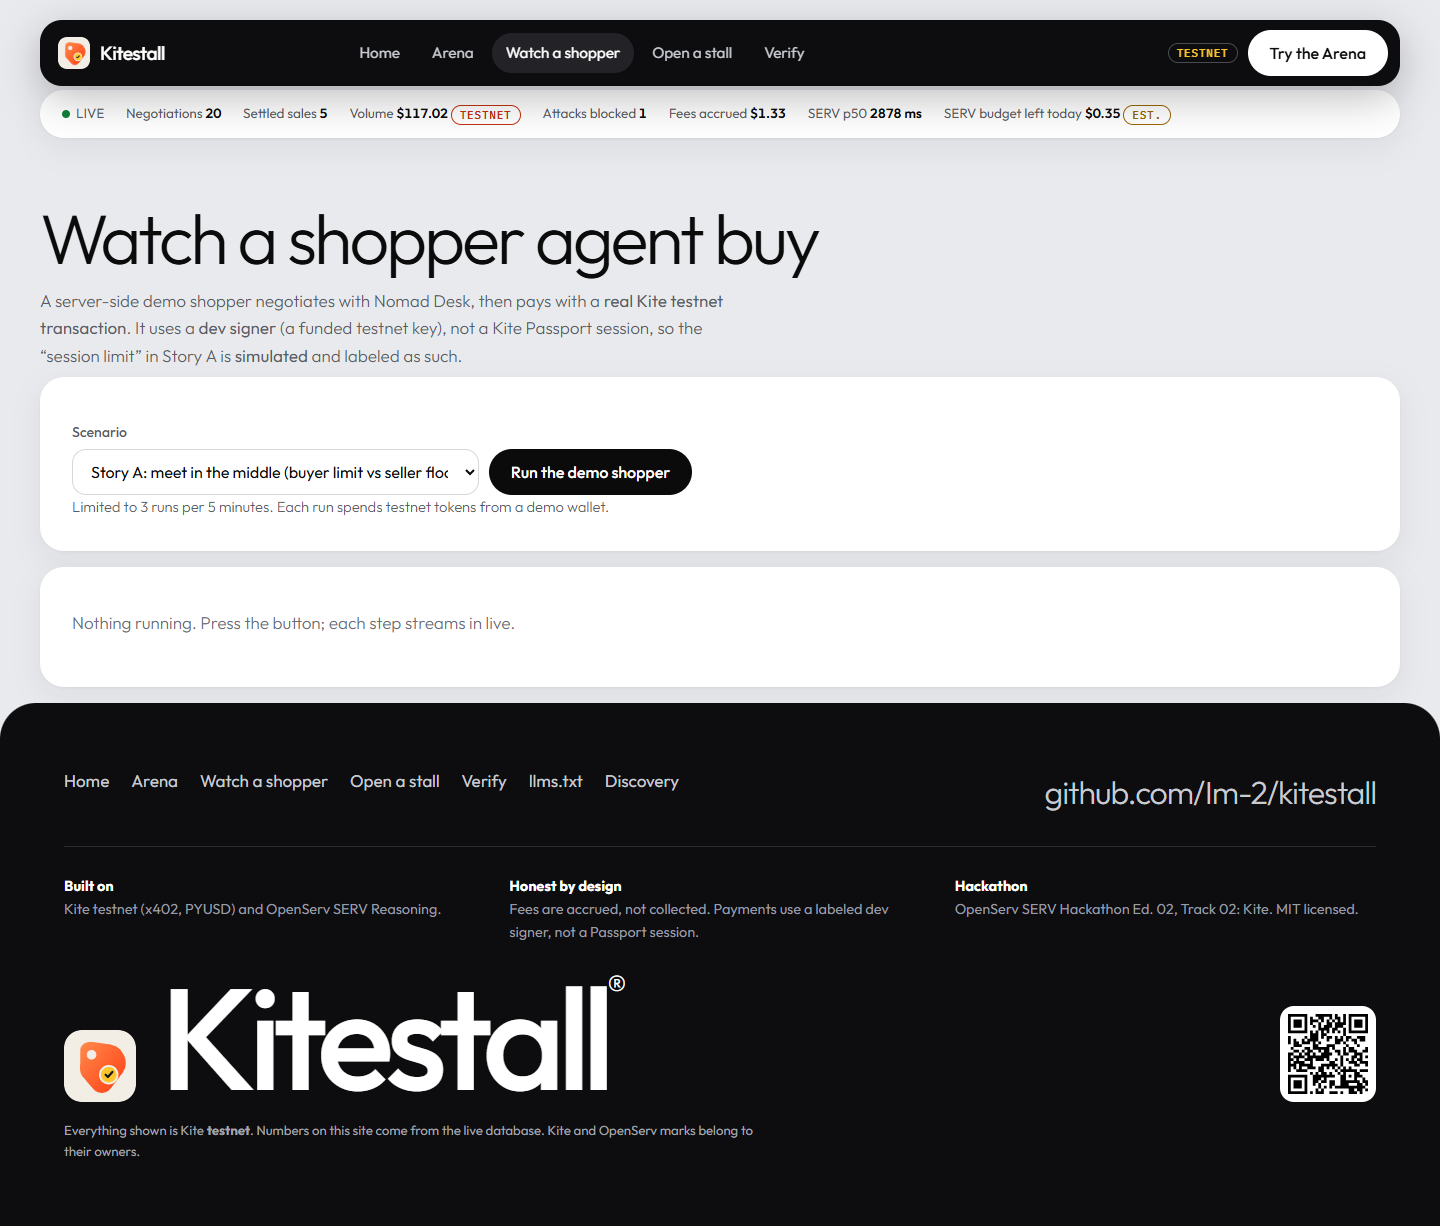 Kitestall
Home Arena Watch a shopper Open a stall Verify
TESTNET
Try the Arena
LIVE Negotiations 20 Settled sales 5 Volume $117.02 TESTNET Attacks blocked 1 Fees accrued $1.33 SERV p50 2878 ms SERV budget left today $0.35 EST.
Watch a shopper agent buy
A server-side demo shopper negotiates with Nomad Desk, then pays with a real Kite testnet
transaction. It uses a dev signer (a funded testnet key), not a Kite Passport session, so the
“session limit” in Story A is simulated and labeled as such.
Scenario
Story A: meet in the middle (buyer limit vs seller
Run the demo shopper
Limited to 3 runs per 5 minutes. Each run spends testnet tokens from a demo wallet.
Nothing running. Press the button; each step streams in live.
Home Arena Watch a shopper Open a stall Verify llms.txt Discovery
github.com/Im-2/kitestall
Built on
Kite testnet (x402, PYUSD) and OpenServ SERV Reasoning.
Honest by design
Fees are accrued, not collected. Payments use a labeled dev
signer, not a Passport session.
Hackathon
OpenServ SERV Hackathon Ed. 02, Track 02: Kite. MIT licensed.
Kitestall®
Everything shown is Kite testnet. Numbers on this site come from the live database. Kite and OpenServ marks belong to
their owners.